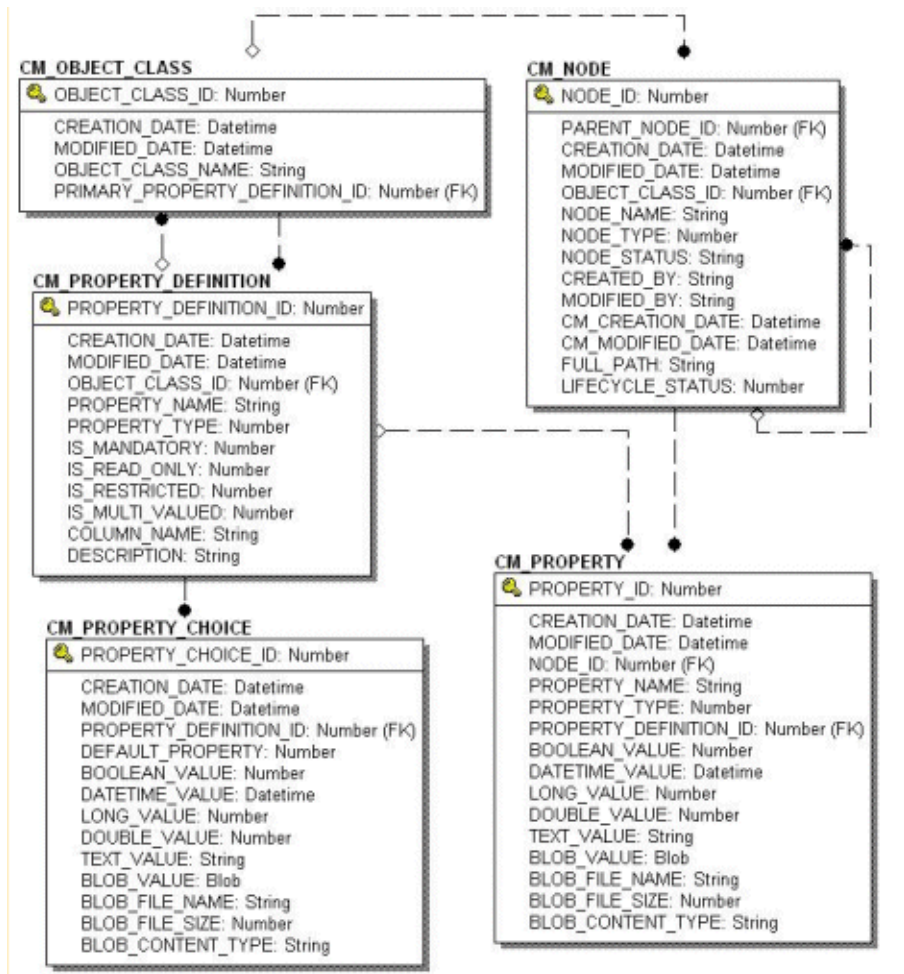 CM_OBJECT_CLASS
OBJECT_CLASS_ID: Number
CREATION_DATE: Datetime
MODIFIED_DATE: Datetime
OBJECT_CLASS_NAME: String
PRIMARY_PROPERTY_DEFINITION_ID: Number (FK)
CM_NODE
NODE_ID: Number
PARENT_NODE_ID: Number (FK)
CREATION_DATE: Datetime
MODIFIED_DATE: Datetime
OBJECT_CLASS_ID: Number (FK)
NODE_NAME: String
NODE_TYPE: Number
NODE_STATUS: String
CREATED_BY: String
MODIFIED_BY: String
CM_CREATION_DATE: Datetime
CM_MODIFIED_DATE: Datetime
FULL_PATH: String
LIFECYCLE_STATUS: Number
CM_PROPERTY_DEFINITION
PROPERTY_DEFINITION_ID: Number
CREATION_DATE: Datetime
MODIFIED_DATE: Datetime
OBJECT_CLASS_ID: Number (FK)
PROPERTY_NAME: String
PROPERTY_TYPE: Number
IS_MANDATORY: Number
IS_READ_ONLY: Number
IS_RESTRICTED: Number
IS_MULTI_VALUED: Number
COLUMN_NAME: String
DESCRIPTION: String
CM_PROPERTY_CHOICE
PROPERTY_CHOICE_ID: Number
CREATION_DATE: Datetime
MODIFIED_DATE: Datetime
PROPERTY_DEFINITION_ID: Number (FK)
DEFAULT_PROPERTY: Number
BOOLEAN_VALUE: Number
DATETIME_VALUE: Datetime
LONG_VALUE: Number
DOUBLE_VALUE: Number
TEXT_VALUE: String
BLOB_VALUE: Blob
BLOB_FILE_NAME: String
BLOB_FILE_SIZE: Number
BLOB_CONTENT_TYPE: String
CM_PROPERTY
PROPERTY_ID: Number
CREATION_DATE: Datetime
MODIFIED_DATE: Datetime
NODE_ID: Number (FK)
PROPERTY_NAME: String
PROPERTY_TYPE: Number
PROPERTY_DEFINITION_ID: Number (FK)
BOOLEAN_VALUE: Number
DATETIME_VALUE: Datetime
LONG_VALUE: Number
DOUBLE_VALUE: Number
TEXT_VALUE: String
BLOB_VALUE: Blob
BLOB_FILE_NAME: String
BLOB_FILE_SIZE: Number
BLOB_CONTENT_TYPE: String